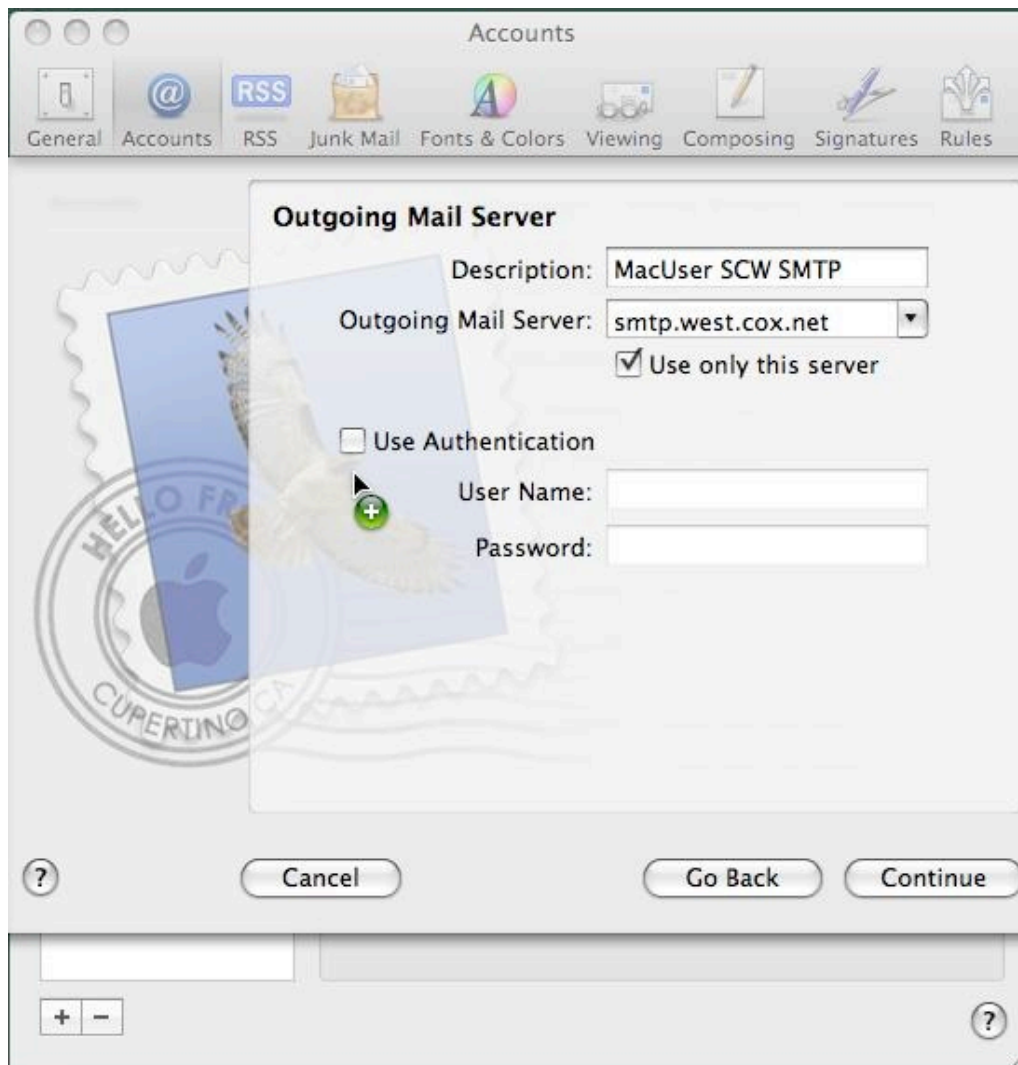 Accounts
General Accounts RSS Junk Mail Fonts & Colors Viewing Composing Signatures Rules
RSS
Outgoing Mail Server
Description: MacUser SCW SMTP
Outgoing Mail Server: smtp.west.cox.net
Use only this server
Use Authentication
User Name:
Password:
HELLO FR
CUPERTINO CA
? Cancel Go Back Continue
+ − ?